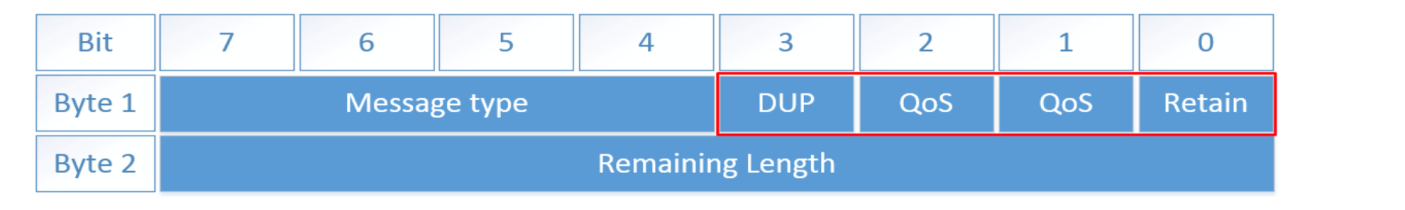 Bit 7 6 5 4 3 2 1 0
Byte 1 Message type DUP QoS QoS Retain
Byte 2 Remaining Length